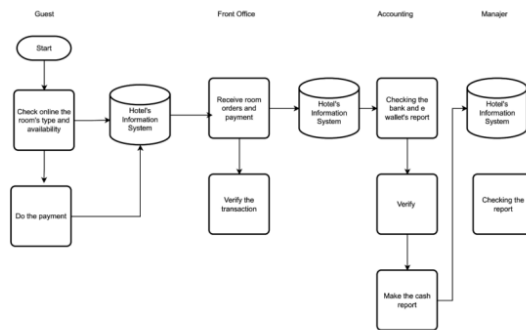 Guest
Front Office
Accounting
Manajer
Start
Check online the
room's type and
availability
Hotel's
Information
System
Receive room
orders and
payment
Hotel's
Information
System
Checking the
bank and e
wallet's report
Hotel's
Information
System
Do the payment
Verify the
transaction
Verify
Checking the
report
Make the cash
report